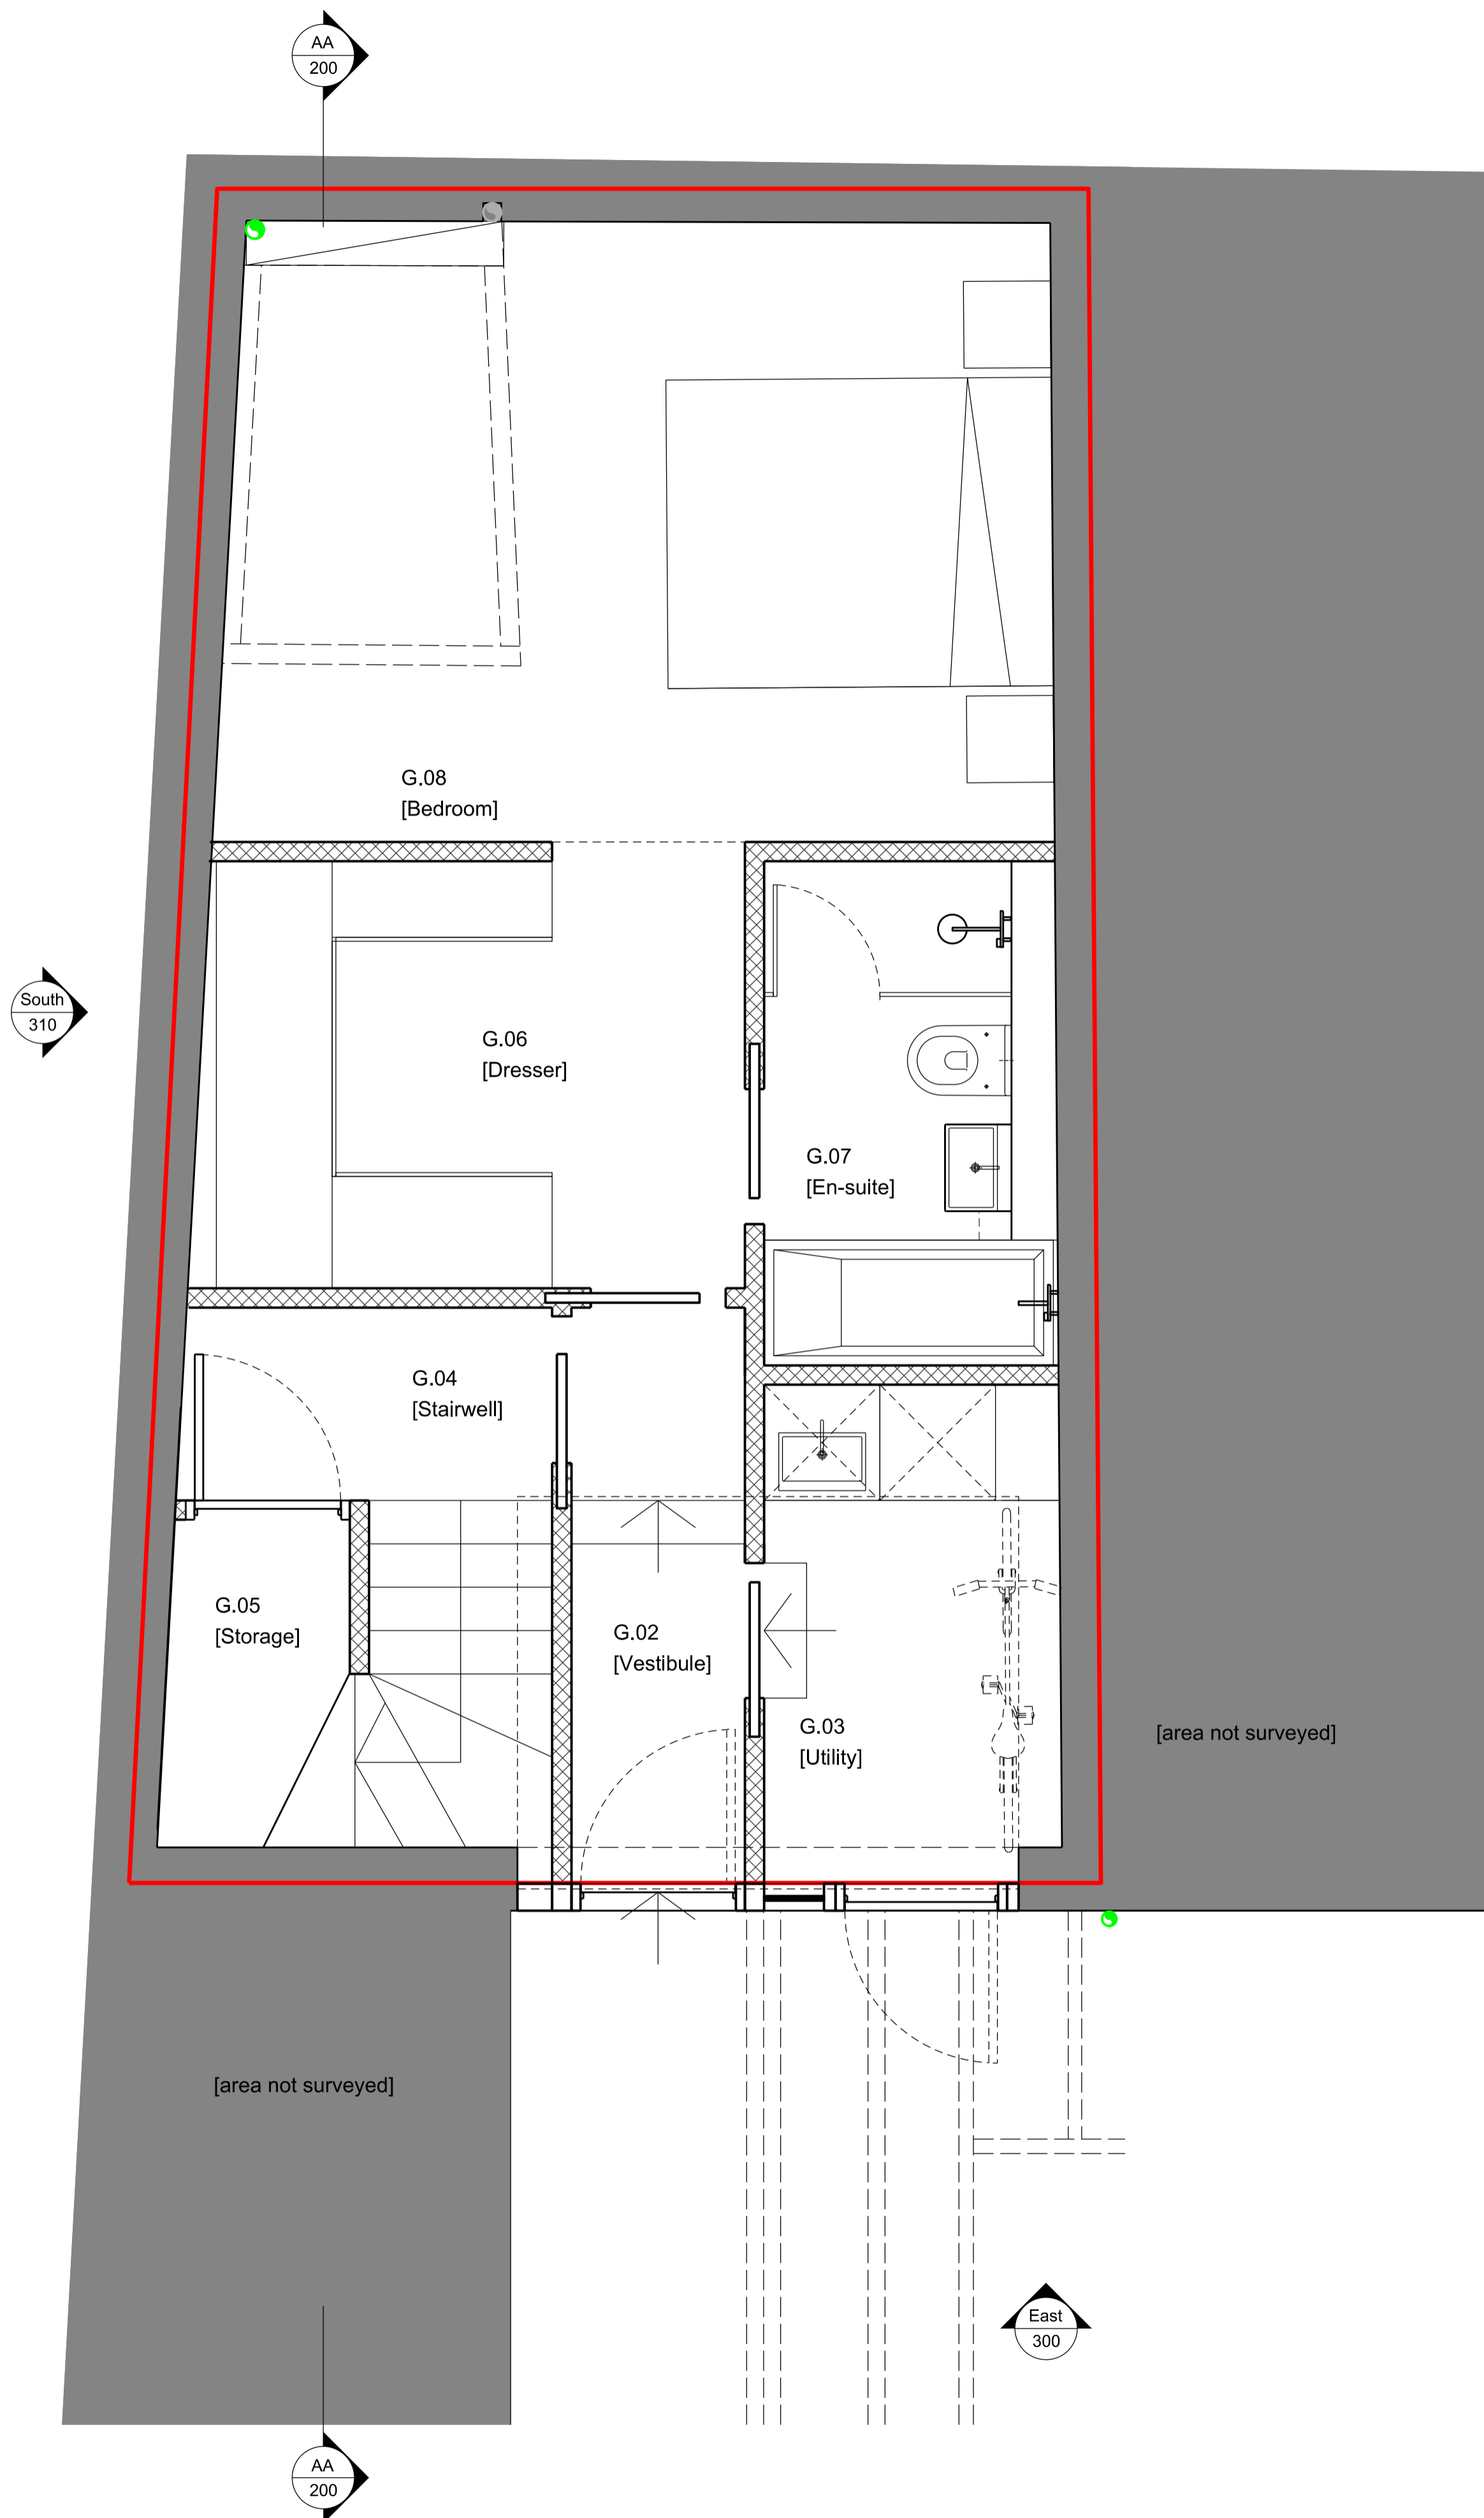 AA
200
G.08
[Bedroom]
South
310
G.06
[Dresser]
G.07
[En-suite]
G.04
[Stairwell]
G.05
[Storage]
G.02
[Vestibule]
G.03
[Utility]
[area not surveyed]
[area not surveyed]
East
300
AA
200